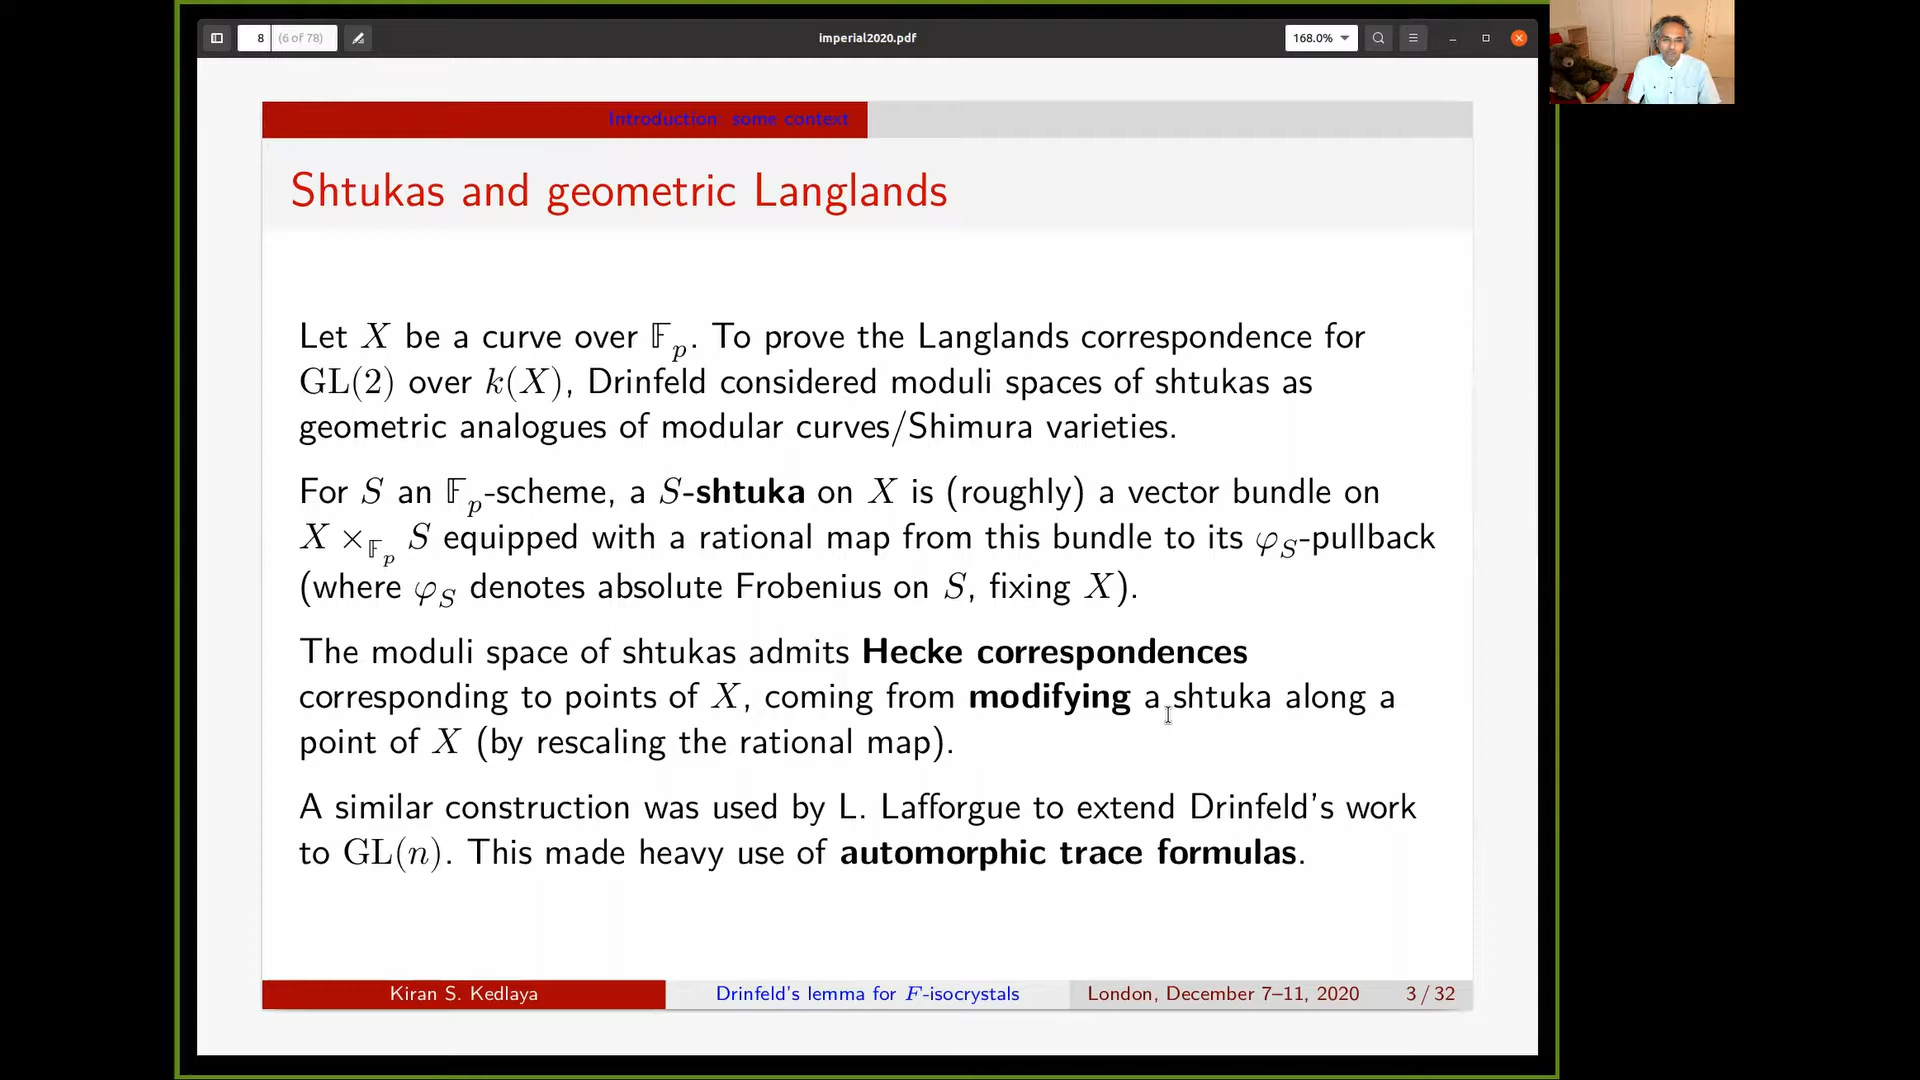 8 (6 of 78)
imperial2020.pdf
168.0%
Introduction: some context
Shtukas and geometric Langlands
Let X be a curve over 𝔽_p. To prove the Langlands correspondence for
GL(2) over k(X), Drinfeld considered moduli spaces of shtukas as
geometric analogues of modular curves/Shimura varieties.
For S an 𝔽_p-scheme, a S-shtuka on X is (roughly) a vector bundle on
X ×_{𝔽_p} S equipped with a rational map from this bundle to its φ_S-pullback
(where φ_S denotes absolute Frobenius on S, fixing X).
The moduli space of shtukas admits Hecke correspondences
corresponding to points of X, coming from modifying a shtuka along a
point of X (by rescaling the rational map).
A similar construction was used by L. Lafforgue to extend Drinfeld's work
to GL(n). This made heavy use of automorphic trace formulas.
Kiran S. Kedlaya
Drinfeld's lemma for F-isocrystals
London, December 7–11, 2020
3 / 32